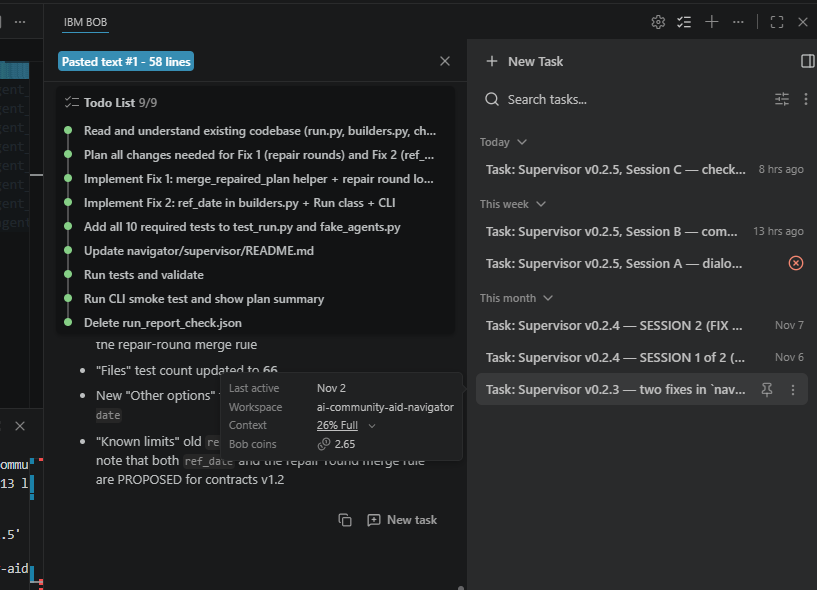 IBM BOB
Pasted text #1 - 58 lines
Todo List 9/9
Read and understand existing codebase (run.py, builders.py, ch...
Plan all changes needed for Fix 1 (repair rounds) and Fix 2 (ref_...
Implement Fix 1: merge_repaired_plan helper + repair round lo...
Implement Fix 2: ref_date in builders.py + Run class + CLI
Add all 10 required tests to test_run.py and fake_agents.py
Update navigator/supervisor/README.md
Run tests and validate
Run CLI smoke test and show plan summary
Delete run_report_check.json
the repair-round merge rule
"Files" test count updated to 66
New "Other options"
date
"Known limits" old re
note that both ref_date and the repair-round merge rule
are PROPOSED for contracts v1.2
New task
Last active Nov 2
Workspace ai-community-aid-navigator
Context 26% Full
Bob coins 2.65
New Task
Search tasks...
Today
Task: Supervisor v0.2.5, Session C — check... 8 hrs ago
This week
Task: Supervisor v0.2.5, Session B — com... 13 hrs ago
Task: Supervisor v0.2.5, Session A — dialo...
This month
Task: Supervisor v0.2.4 — SESSION 2 (FIX ... Nov 7
Task: Supervisor v0.2.4 — SESSION 1 of 2 (... Nov 6
Task: Supervisor v0.2.3 — two fixes in `nav...
ommu
13 l
.5'
-aid